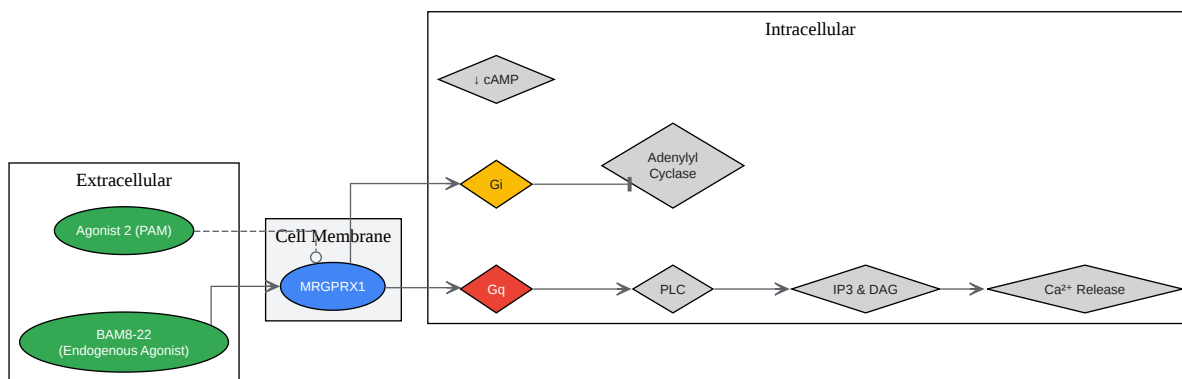 Intracellular
↓ cAMP
Adenylyl
Cyclase
Extracellular
Gi
Agonist 2 (PAM)
Cell Membrane
MRGPRX1
Gq
PLC
IP3 & DAG
Ca²⁺ Release
BAM8-22
(Endogenous Agonist)